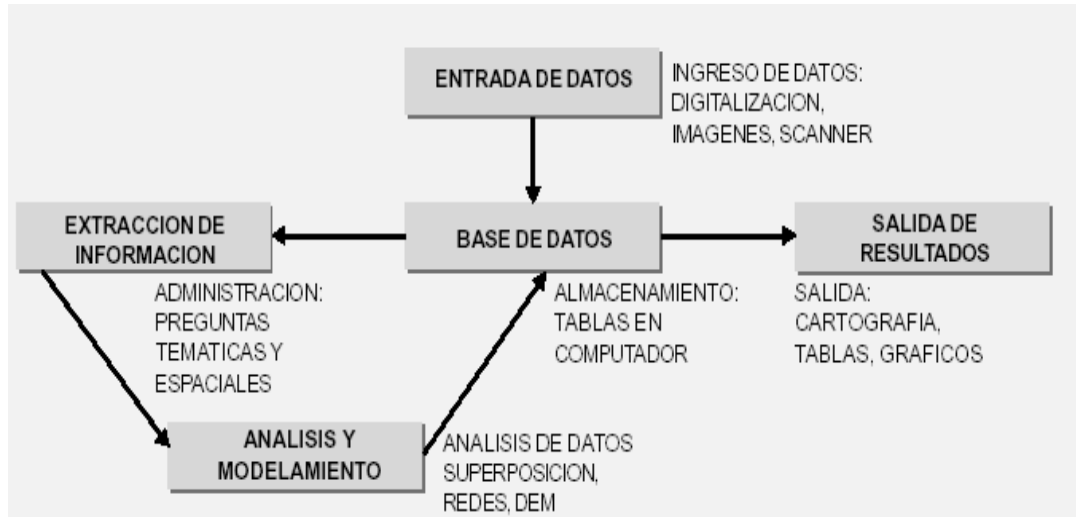 ENTRADA DE DATOS
INGRESO DE DATOS:
DIGITALIZACION,
IMAGENES, SCANNER
EXTRACCION DE
INFORMACION
BASE DE DATOS
SALIDA DE
RESULTADOS
ADMINISTRACION:
PREGUNTAS
TEMATICAS Y
ESPACIALES
ALMACENAMIENTO:
TABLAS EN
COMPUTADOR
SALIDA:
CARTOGRAFIA,
TABLAS, GRAFICOS
ANALISIS Y
MODELAMIENTO
ANALISIS DE DATOS
SUPERPOSICION,
REDES, DEM